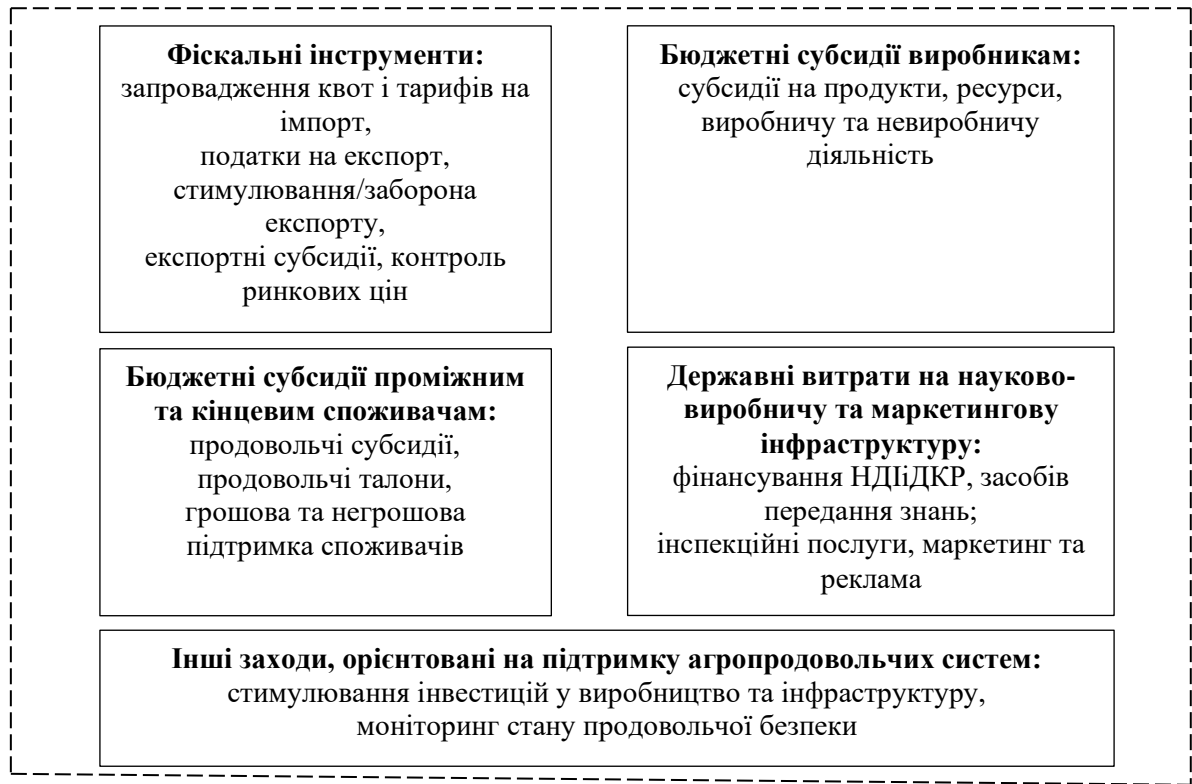 Фіскальні інструменти:
запровадження квот і тарифів на
імпорт,
податки на експорт,
стимулювання/заборона
експорту,
експортні субсидії, контроль
ринкових цін
Бюджетні субсидії виробникам:
субсидії на продукти, ресурси,
виробничу та невиробничу
діяльність
Бюджетні субсидії проміжним
та кінцевим споживачам:
продовольчі субсидії,
продовольчі талони,
грошова та негрошова
підтримка споживачів
Державні витрати на науково-
виробничу та маркетингову
інфраструктуру:
фінансування НДІіДКР, засобів
передання знань;
інспекційні послуги, маркетинг та
реклама
Інші заходи, орієнтовані на підтримку агропродовольчих систем:
стимулювання інвестицій у виробництво та інфраструктуру,
моніторинг стану продовольчої безпеки